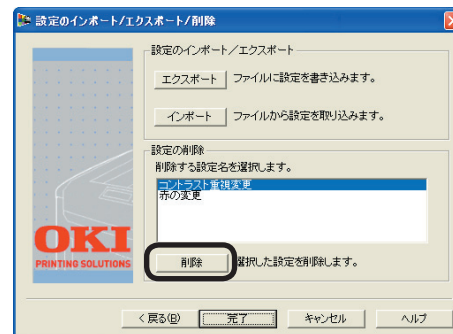 設定のインポート/エクスポート/削除
設定のインポート／エクスポート
エクスポート ファイルに設定を書き込みます。
インポート ファイルから設定を取り込みます。
設定の削除
削除する設定名を選択します。
コントラスト重視変更
赤の変更
OKI
PRINTING SOLUTIONS
削除 選択した設定を削除します。
< 戻る(B) 完了 キャンセル ヘルプ